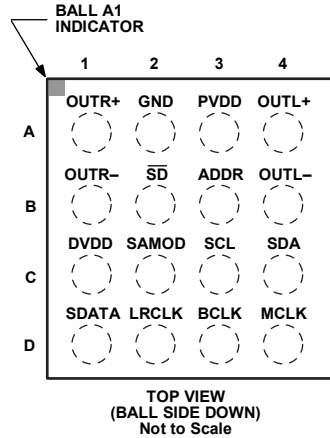 BALL A1
INDICATOR
1 2 3 4
OUTR+ GND PVDD OUTL+
A
OUTR– S̅D̅ ADDR OUTL–
B
DVDD SAMOD SCL SDA
C
SDATA LRCLK BCLK MCLK
D
TOP VIEW
(BALL SIDE DOWN)
Not to Scale